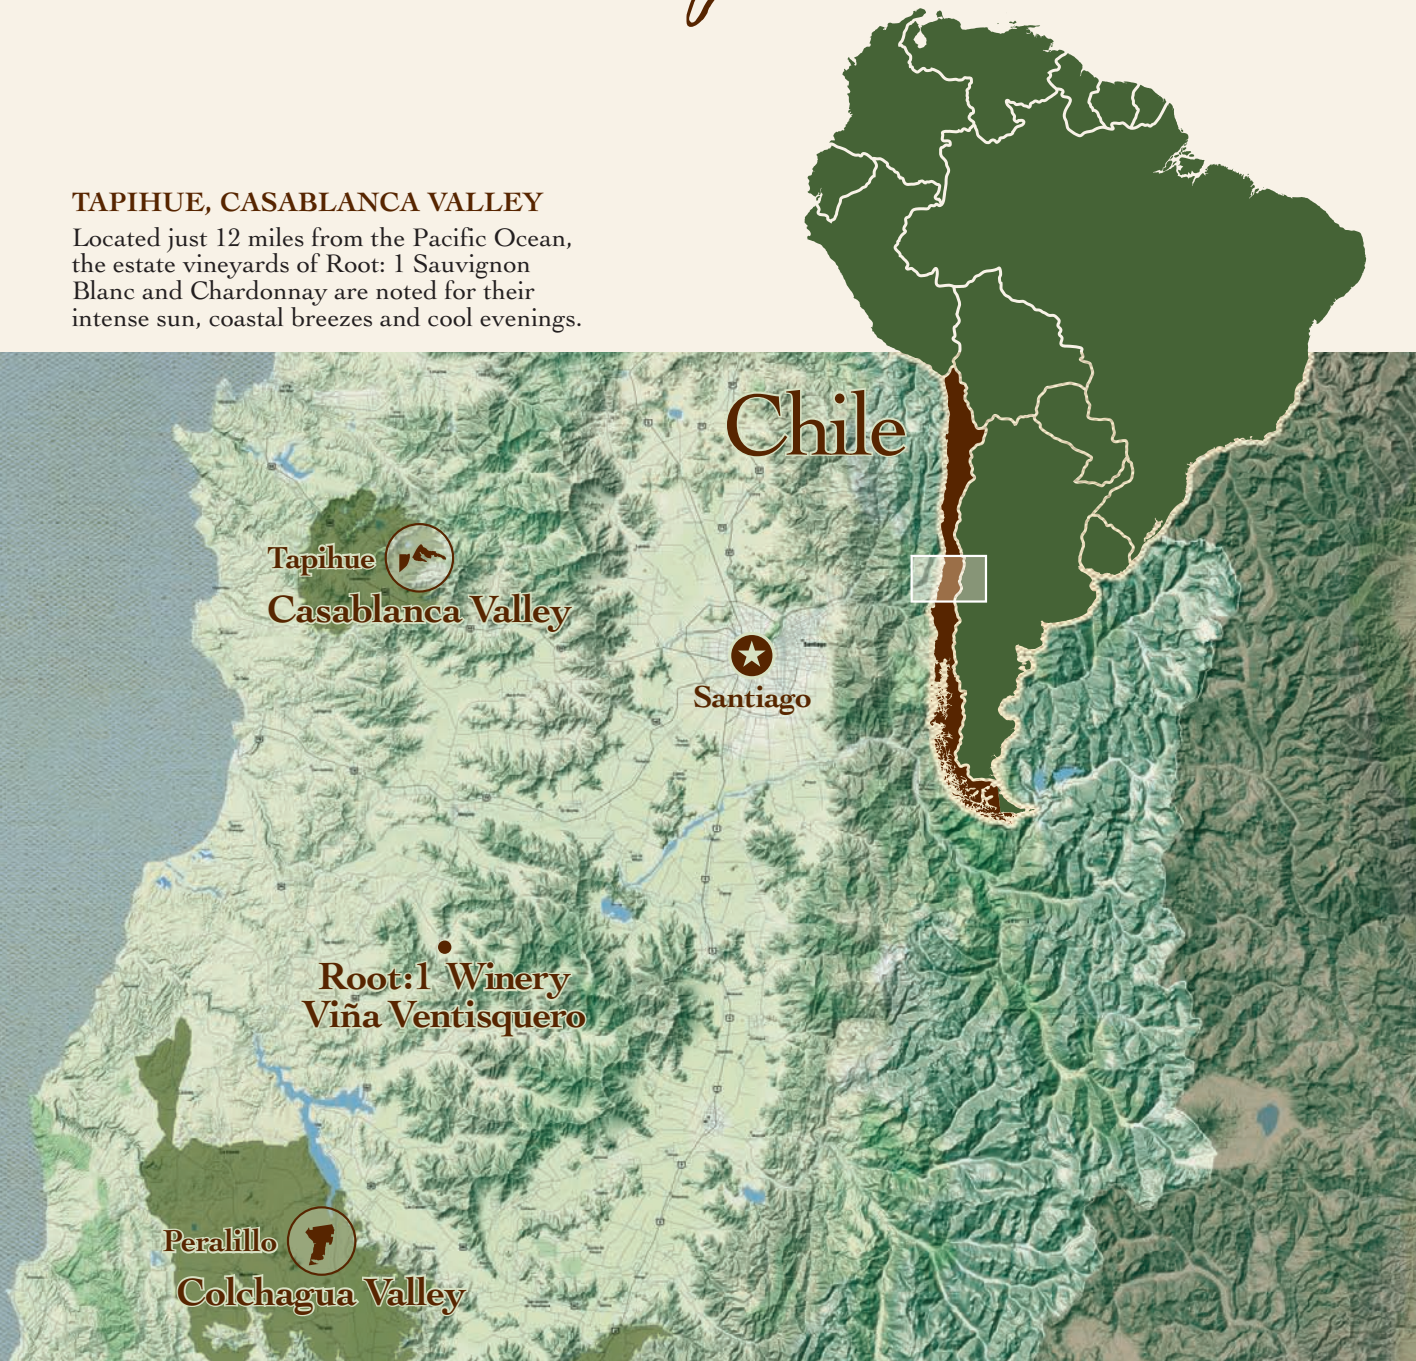 TAPIHUE, CASABLANCA VALLEY
Located just 12 miles from the Pacific Ocean,
the estate vineyards of Root: 1 Sauvignon
Blanc and Chardonnay are noted for their
intense sun, coastal breezes and cool evenings.
Chile
Tapihue
Casablanca Valley
Santiago
Santiago
Root:1 Winery
Viña Ventisquero
Peralillo
Colchagua Valley